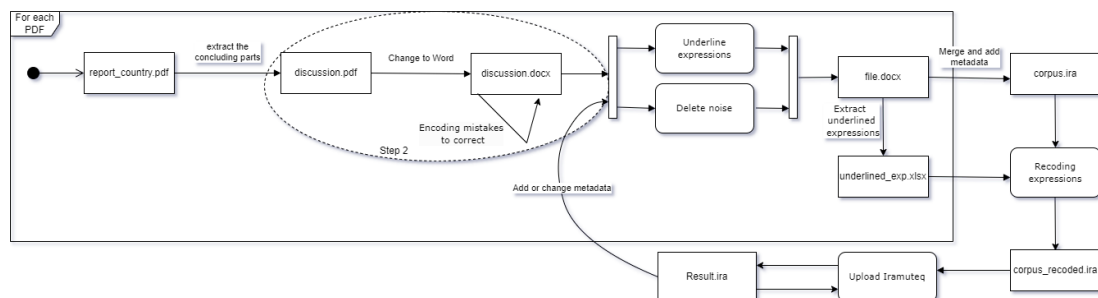 For each
PDF
report_country.pdf
extract the
concluding parts
discussion.pdf
Change to Word
discussion.docx
Encoding mistakes
to correct
Step 2
Underline
expressions
Delete noise
file.docx
Merge and add
metadata
corpus.ira
Extract
underlined
expressions
underlined_exp.xlsx
Recoding
expressions
Add or change metadata
Result.ira
Upload Iramuteq
corpus_recoded.ira